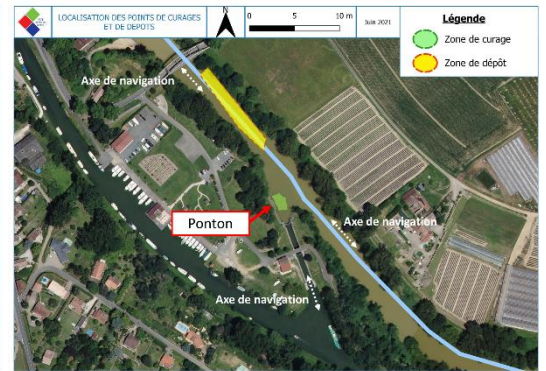 LOCALISATION DES POINTS DE CURAGES
ET DE DEPOTS
N
0 5 10 m
Juin 2021
Légende
Zone de curage
Zone de dépôt
Axe de navigation
Ponton
Axe de navigation
Axe de navigation